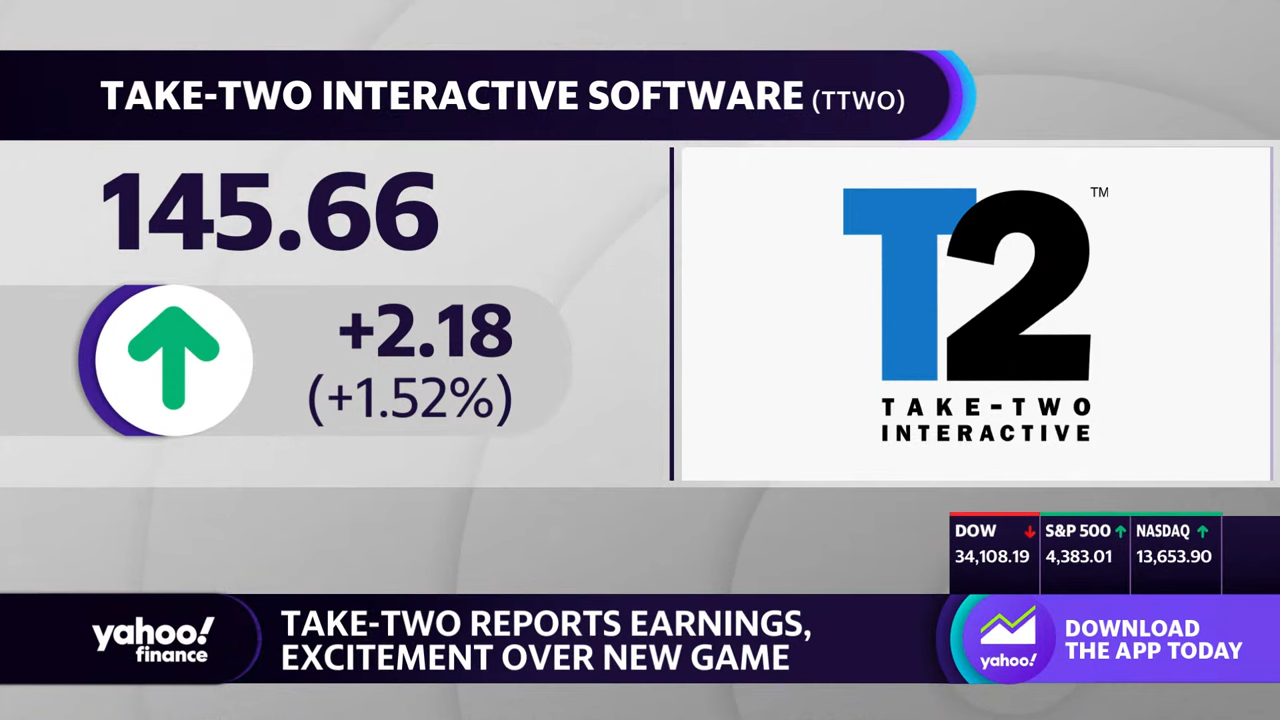 TAKE-TWO INTERACTIVE SOFTWARE (TTWO)
145.66
+2.18
(+1.52%)
T2 ™
TAKE-TWO
INTERACTIVE
DOW S&P 500 NASDAQ
34,108.19 4,383.01 13,653.90
yahoo!
finance
TAKE-TWO REPORTS EARNINGS,
EXCITEMENT OVER NEW GAME
yahoo!
DOWNLOAD
THE APP TODAY